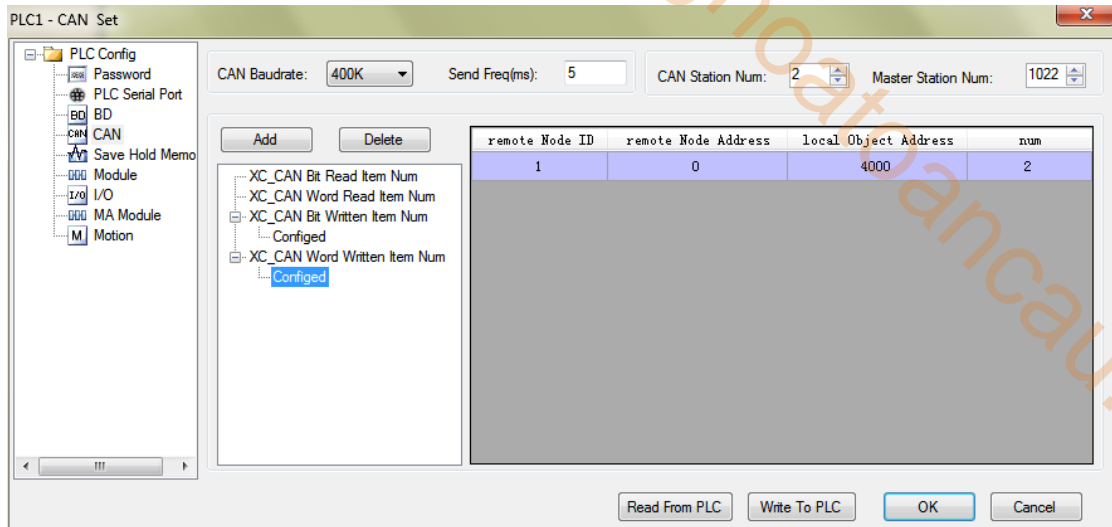 PLC1 - CAN Set
PLC Config
Password
PLC Serial Port
BD
CAN
Save Hold Memo
Module
I/O
MA Module
Motion
CAN Baudrate: 400K Send Freq(ms): 5 CAN Station Num: 2 Master Station Num: 1022
Add Delete
XC_CAN Bit Read Item Num
XC_CAN Word Read Item Num
XC_CAN Bit Written Item Num
Configed
XC_CAN Word Written Item Num
Configed
remote Node ID remote Node Address local Object Address num
1 0 4000 2
Read From PLC Write To PLC OK Cancel